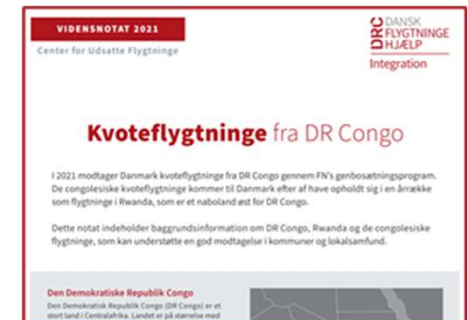 VIDENSNOTAT 2021
Center for Udsatte Flygtninge
DRC DANSK
FLYGTNINGE
HJÆLP
Integration
Kvoteflygtninge fra DR Congo
I 2021 modtager Danmark kvoteflygtninge fra DR Congo gennem FN's genbosætningsprogram.
De congolesiske kvoteflygtninge kommer til Danmark efter af have opholdt sig i en årrække
som flygtninge i Rwanda, som er et naboland øst for DR Congo.
Dette notat indeholder baggrundsinformation om DR Congo, Rwanda og de congolesiske
flygtninge, som kan understøtte en god modtagelse i kommuner og lokalsamfund.
Den Demokratiske Republik Congo
Den Demokratisk Republik Congo (DR Congo) er et
stort land i Centralafrika. Landet er på størrelse med